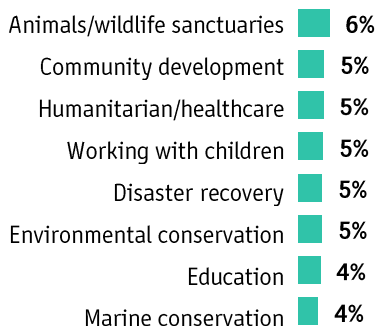 Animals/wildlife sanctuaries 6%
Community development 5%
Humanitarian/healthcare 5%
Working with children 5%
Disaster recovery 5%
Environmental conservation 5%
Education 4%
Marine conservation 4%